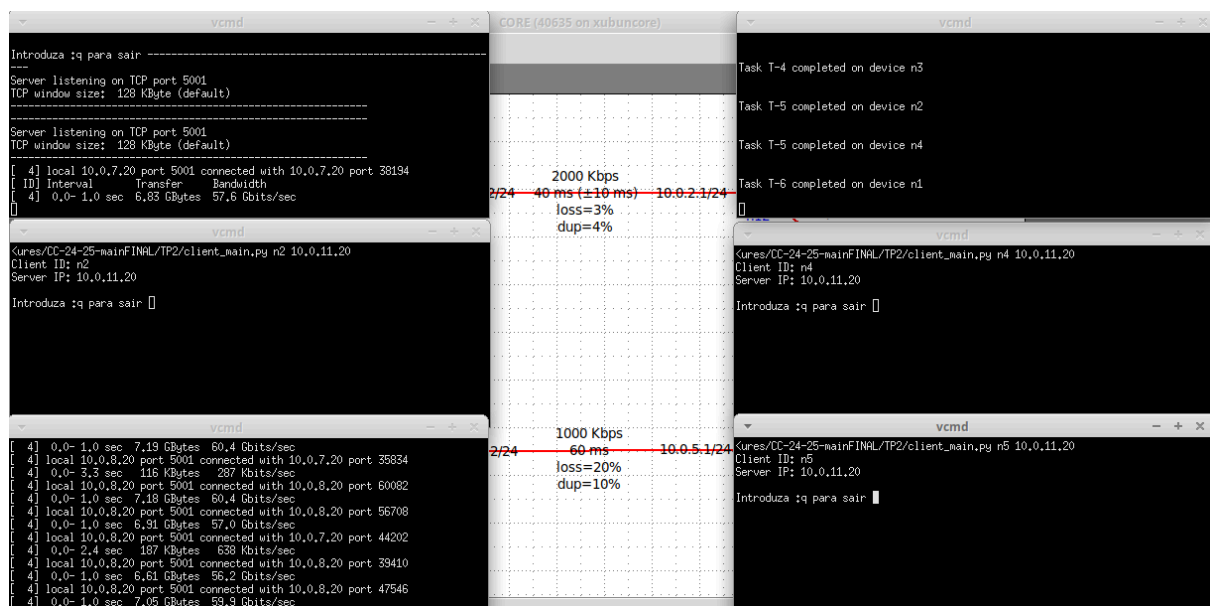 vcmd
Introduza :q para sair ---------------------------------------------------------
---
Server listening on TCP port 5001
TCP window size:  128 KByte (default)
------------------------------------------------------------
------------------------------------------------------------
Server listening on TCP port 5001
TCP window size:  128 KByte (default)
------------------------------------------------------------
[  4] local 10.0.7.20 port 5001 connected with 10.0.7.20 port 38194
[ ID] Interval       Transfer     Bandwidth
[  4]  0.0- 1.0 sec  6.83 GBytes  57.6 Gbits/sec
vcmd
<ures/CC-24-25-mainFINAL/TP2/client_main.py n2 10.0.11.20
Client ID: n2
Server IP: 10.0.11.20
Introduza :q para sair
vcmd
[  4]  0.0- 1.0 sec  7.19 GBytes  60.4 Gbits/sec
[  4] local 10.0.8.20 port 5001 connected with 10.0.7.20 port 35834
[  4]  0.0- 3.3 sec   116 KBytes   287 Kbits/sec
[  4] local 10.0.8.20 port 5001 connected with 10.0.8.20 port 60082
[  4]  0.0- 1.0 sec  7.18 GBytes  60.4 Gbits/sec
[  4] local 10.0.8.20 port 5001 connected with 10.0.8.20 port 56708
[  4]  0.0- 1.0 sec  6.91 GBytes  57.0 Gbits/sec
[  4] local 10.0.8.20 port 5001 connected with 10.0.7.20 port 44202
[  4]  0.0- 2.4 sec   187 KBytes   638 Kbits/sec
[  4] local 10.0.8.20 port 5001 connected with 10.0.8.20 port 39410
[  4]  0.0- 1.0 sec  6.61 GBytes  56.2 Gbits/sec
[  4] local 10.0.8.20 port 5001 connected with 10.0.8.20 port 47546
[  4]  0.0- 1.0 sec  7.05 GBytes  59.9 Gbits/sec
CORE (40635 on xubuncore)
2000 Kbps
2/24 40 ms (±10 ms) 10.0.2.1/24
loss=3%
dup=4%
1000 Kbps
2/24 60 ms 10.0.5.1/24
loss=20%
dup=10%
vcmd
Task T-4 completed on device n3
Task T-5 completed on device n2
Task T-5 completed on device n4
Task T-6 completed on device n1
vcmd
<ures/CC-24-25-mainFINAL/TP2/client_main.py n4 10.0.11.20
Client ID: n4
Server IP: 10.0.11.20
Introduza :q para sair
vcmd
<ures/CC-24-25-mainFINAL/TP2/client_main.py n5 10.0.11.20
Client ID: n5
Server IP: 10.0.11.20
Introduza :q para sair